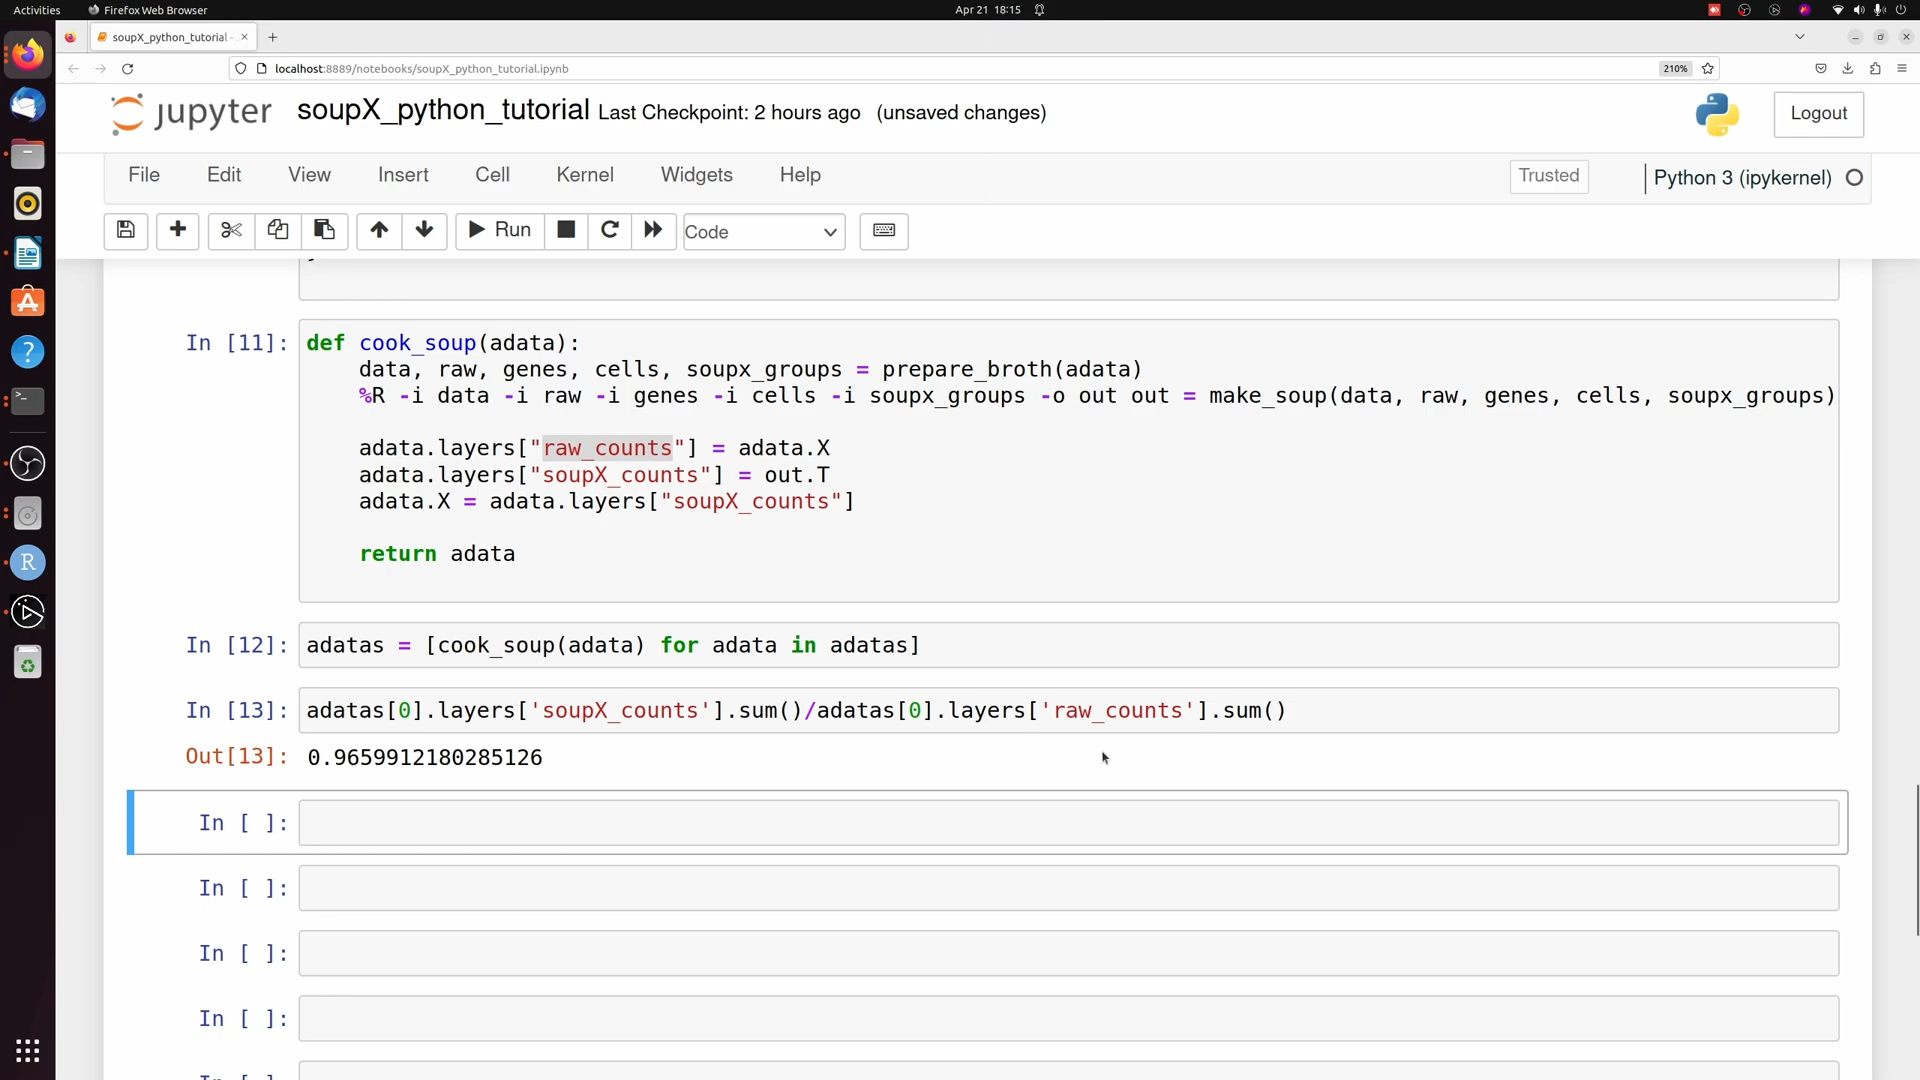 Activities
Firefox Web Browser
Apr 21 18:15
soupX_python_tutorial -
localhost:8889/notebooks/soupX_python_tutorial.ipynb
210%
jupyter
soupX_python_tutorial Last Checkpoint: 2 hours ago (unsaved changes)
Logout
File Edit View Insert Cell Kernel Widgets Help
Trusted
Python 3 (ipykernel)
Run
Code
In [11]: def cook_soup(adata):
data, raw, genes, cells, soupx_groups = prepare_broth(adata)
%R -i data -i raw -i genes -i cells -i soupx_groups -o out out = make_soup(data, raw, genes, cells, soupx_groups)
adata.layers["raw_counts"] = adata.X
adata.layers["soupX_counts"] = out.T
adata.X = adata.layers["soupX_counts"]
return adata
In [12]: adatas = [cook_soup(adata) for adata in adatas]
In [13]: adatas[0].layers['soupX_counts'].sum()/adatas[0].layers['raw_counts'].sum()
Out[13]: 0.9659912180285126
In [ ]:
In [ ]:
In [ ]:
In [ ]: